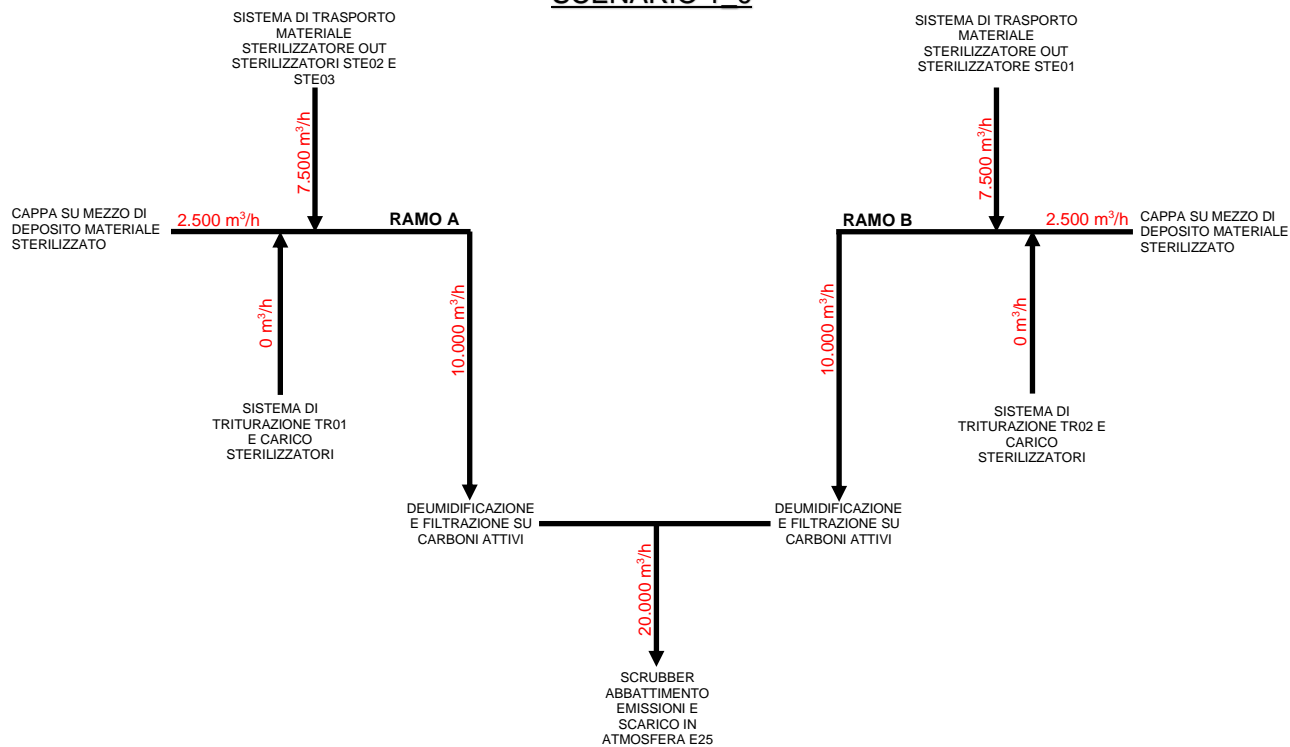 SISTEMA DI TRASPORTO
MATERIALE
STERILIZZATORE OUT
STERILIZZATORI STE02 E
STE03
SISTEMA DI TRASPORTO
MATERIALE
STERILIZZATORE OUT
STERILIZZATORE STE01
7.500 m³/h
7.500 m³/h
CAPPA SU MEZZO DI
DEPOSITO MATERIALE
STERILIZZATO
2.500 m³/h
RAMO A
RAMO B
2.500 m³/h
CAPPA SU MEZZO DI
DEPOSITO MATERIALE
STERILIZZATO
0 m³/h
10.000 m³/h
10.000 m³/h
0 m³/h
SISTEMA DI
TRITURAZIONE TR01
E CARICO
STERILIZZATORI
SISTEMA DI
TRITURAZIONE TR02 E
CARICO
STERILIZZATORI
DEUMIDIFICAZIONE
E FILTRAZIONE SU
CARBONI ATTIVI
DEUMIDIFICAZIONE
E FILTRAZIONE SU
CARBONI ATTIVI
20.000 m³/h
SCRUBBER
ABBATTIMENTO
EMISSIONI E
SCARICO IN
ATMOSFERA E25